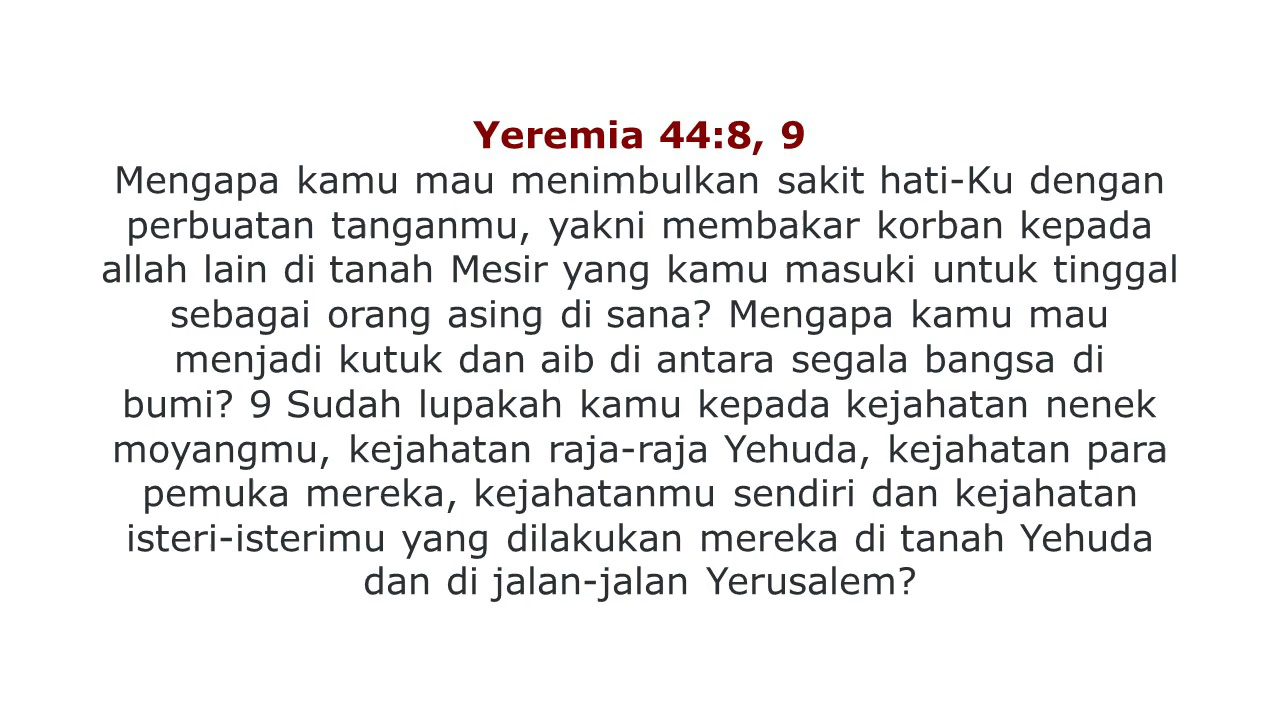 Yeremia 44:8, 9
Mengapa kamu mau menimbulkan sakit hati-Ku dengan
perbuatan tanganmu, yakni membakar korban kepada
allah lain di tanah Mesir yang kamu masuki untuk tinggal
sebagai orang asing di sana? Mengapa kamu mau
menjadi kutuk dan aib di antara segala bangsa di
bumi? 9 Sudah lupakah kamu kepada kejahatan nenek
moyangmu, kejahatan raja-raja Yehuda, kejahatan para
pemuka mereka, kejahatanmu sendiri dan kejahatan
isteri-isterimu yang dilakukan mereka di tanah Yehuda
dan di jalan-jalan Yerusalem?